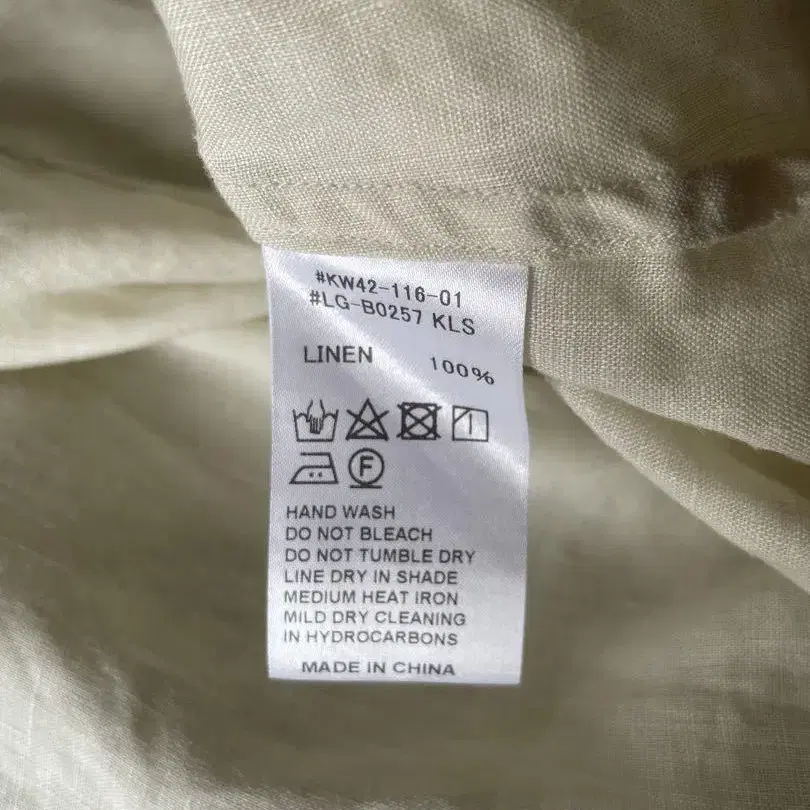 #KW42-116-01
#LG-B0257 KLS
LINEN 100%
F
HAND WASH
DO NOT BLEACH
DO NOT TUMBLE DRY
LINE DRY IN SHADE
MEDIUM HEAT IRON
MILD DRY CLEANING
IN HYDROCARBONS
MADE IN CHINA